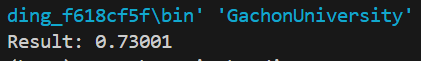 ding_f618cf5f\bin' 'GachonUniversity'
Result: 0.73001